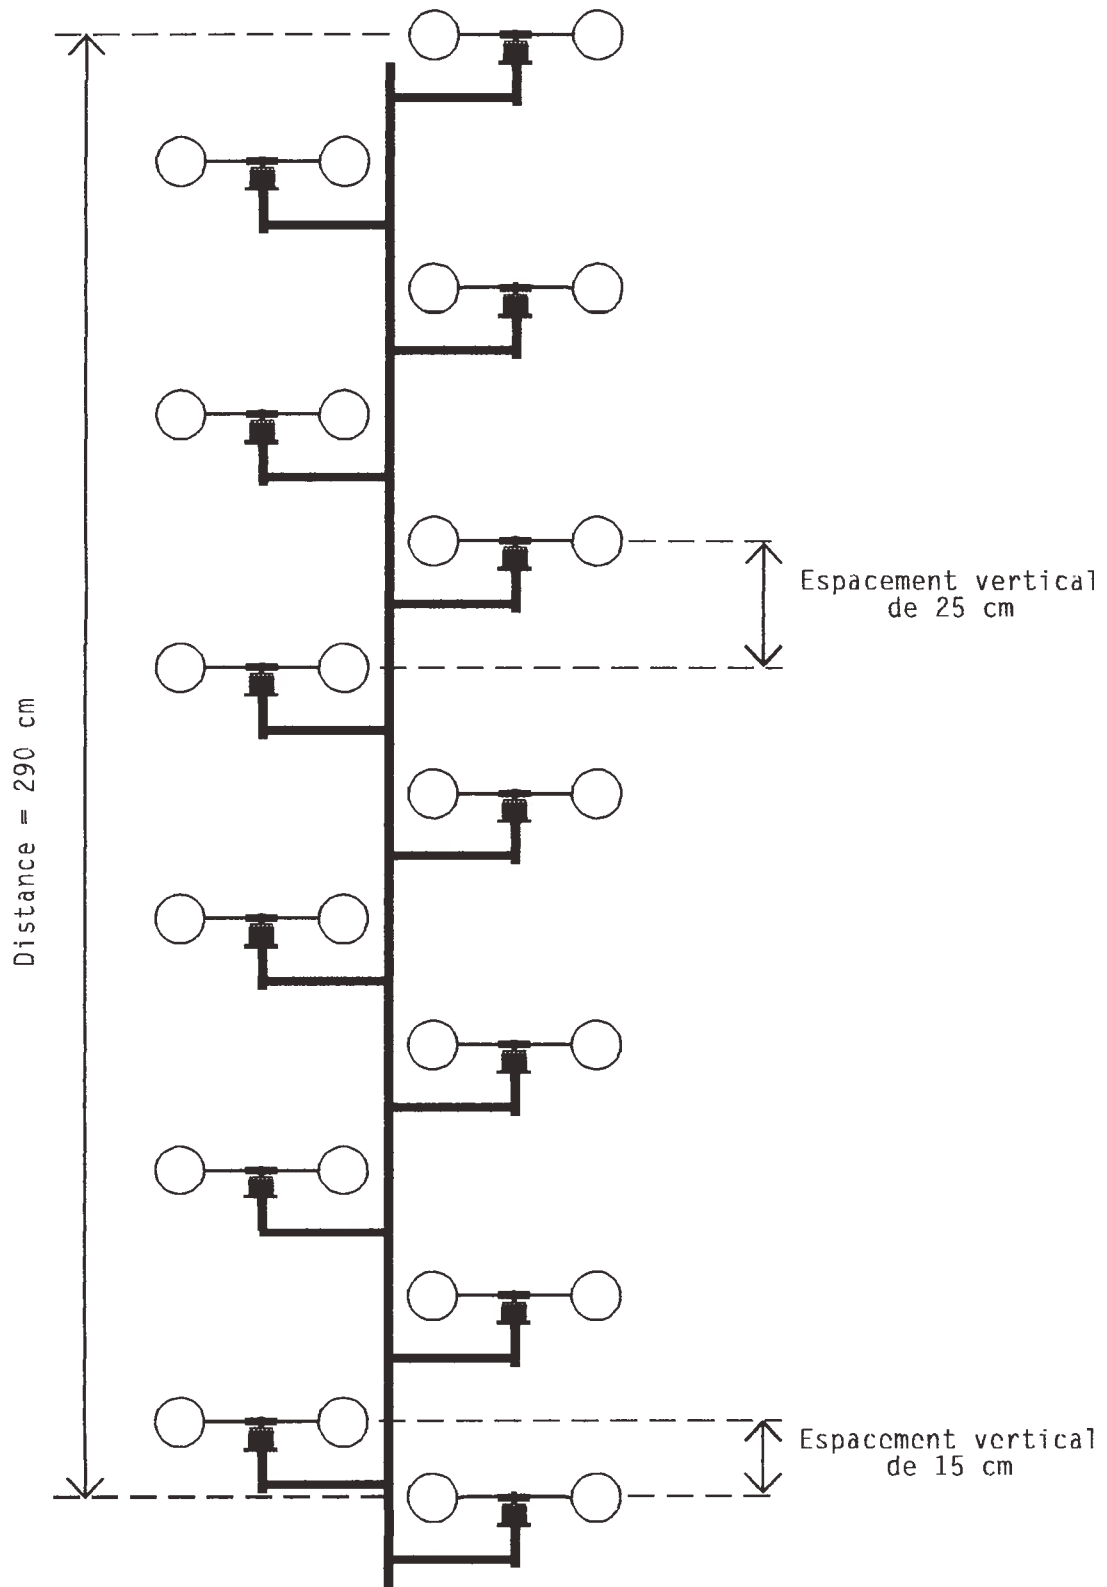 Distance = 290 cm
Espacement vertical
de 25 cm
Espacement vertical
de 15 cm